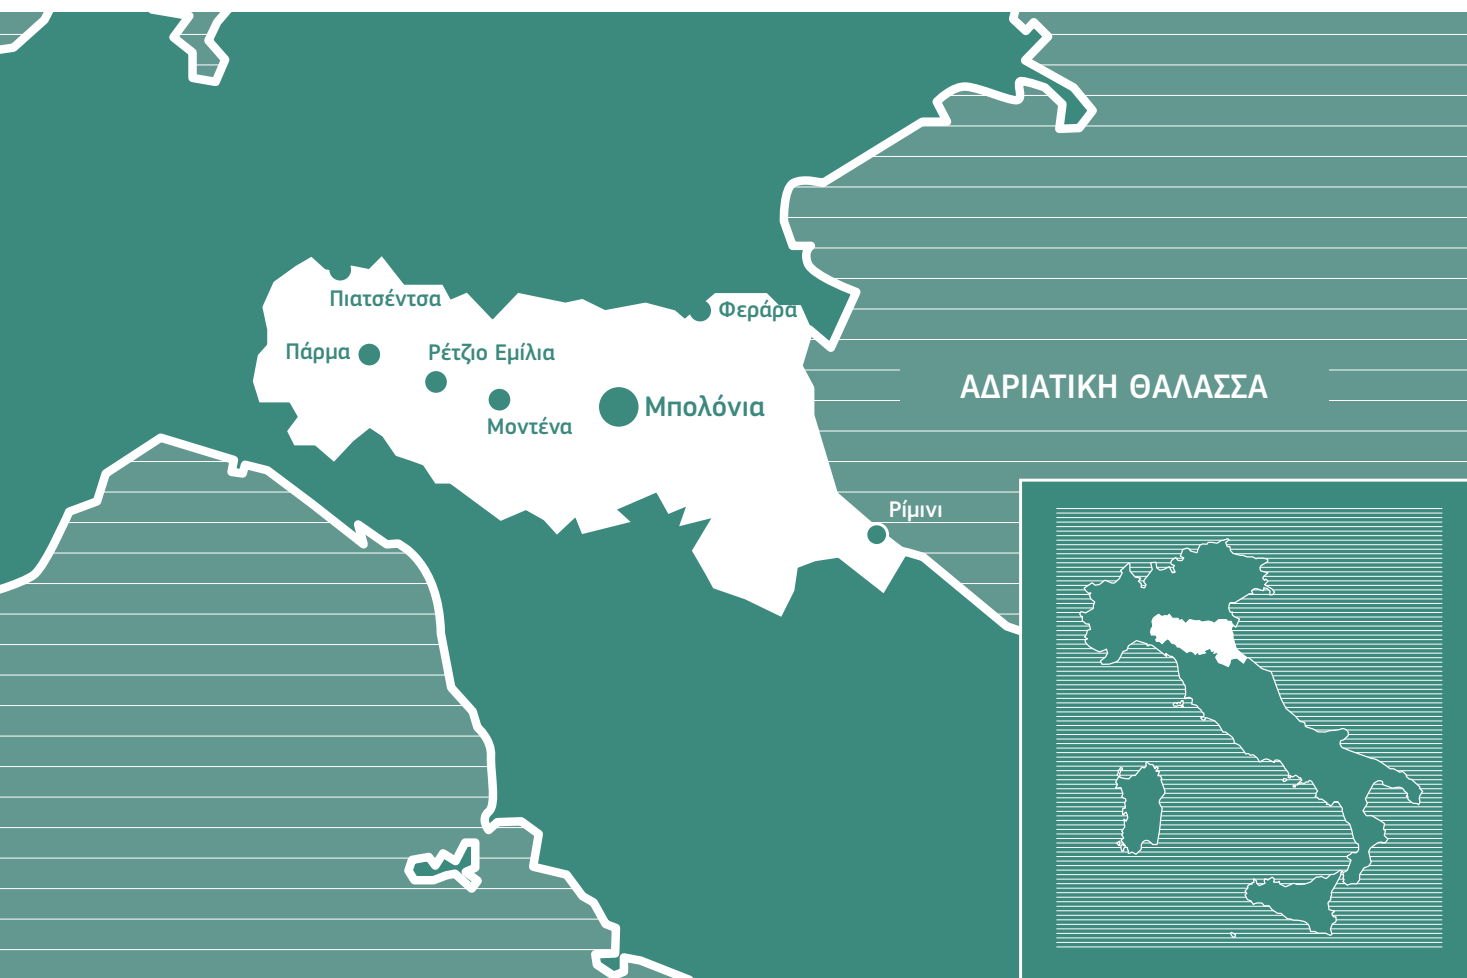 Πιατσέντσα
Φεράρα
Πάρμα
Ρέτζιο Εμίλια
ΑΔΡΙΑΤΙΚΗ ΘΑΛΑΣΣΑ
Μπολόνια
Μοντένα
Ρίμινι